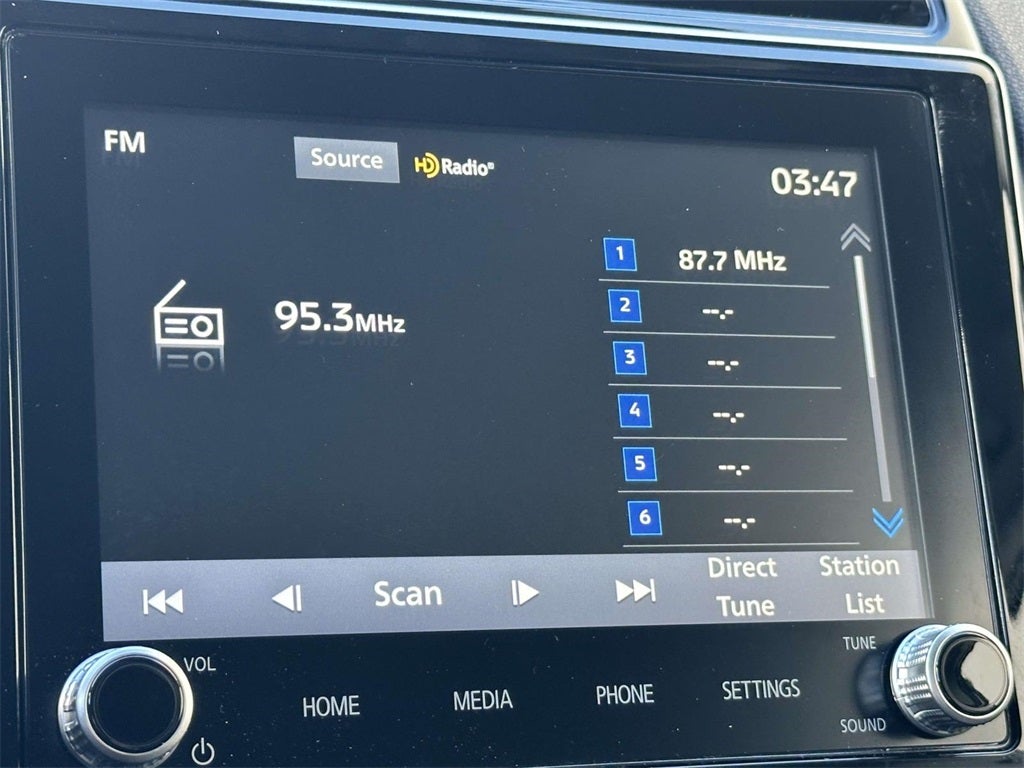 FM
Source
HD Radio
03:47
95.3MHz
1 87.7 MHz
2 --.-
3 --.-
4 --.-
5 --.-
6 --.-
Scan
Direct
Tune
Station
List
VOL
HOME
MEDIA
PHONE
SETTINGS
TUNE
SOUND